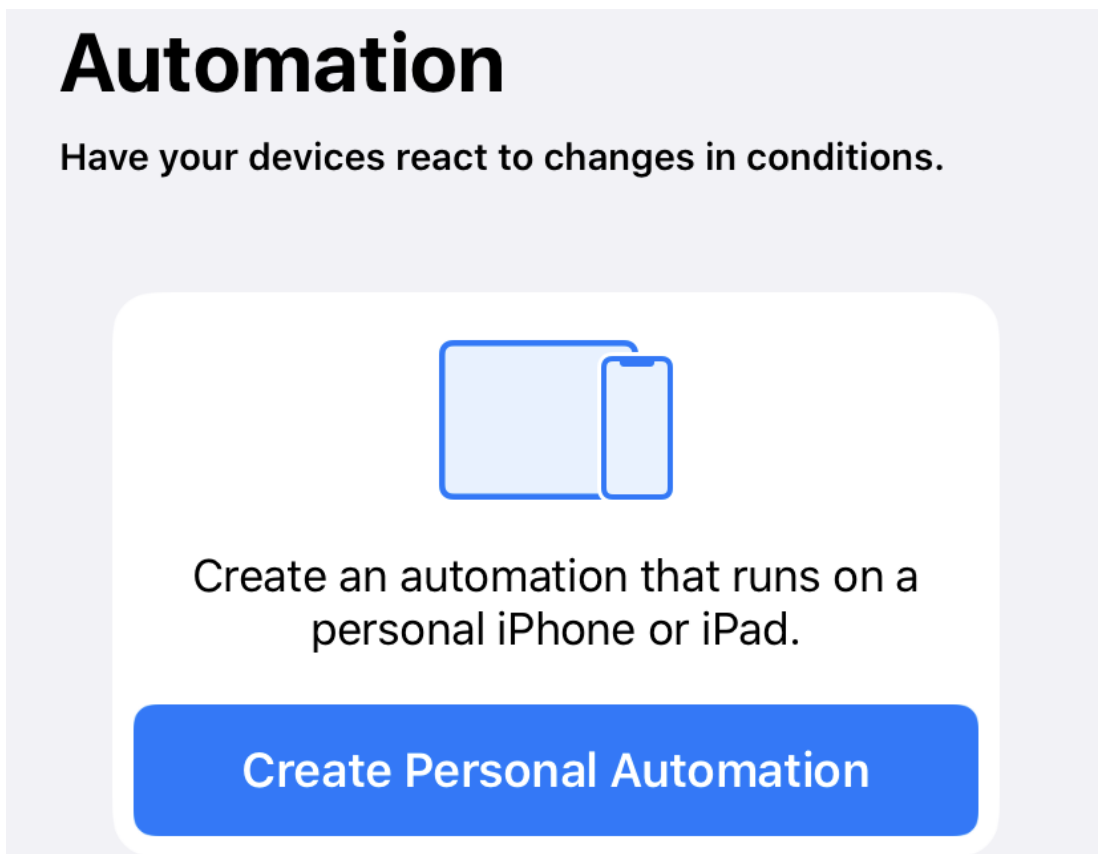 Automation
Have your devices react to changes in conditions.
Create an automation that runs on a
personal iPhone or iPad.
Create Personal Automation